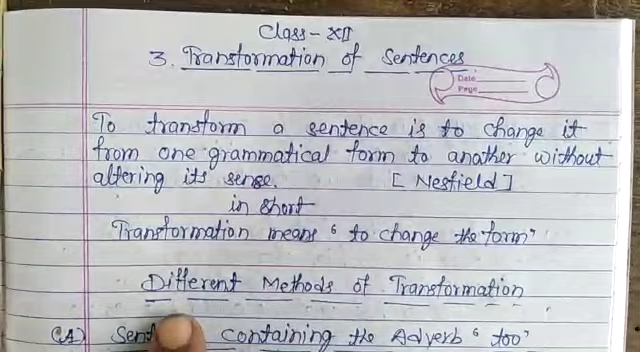 Class - XII
3. Transformation of Sentences
Date
Page
To transform a sentence is to change it
from one grammatical form to another without
altering its sense. [Nesfield]
in short
Transformation means "to change the form"
Different Methods of Transformation
(A) containing the Adverb "too"